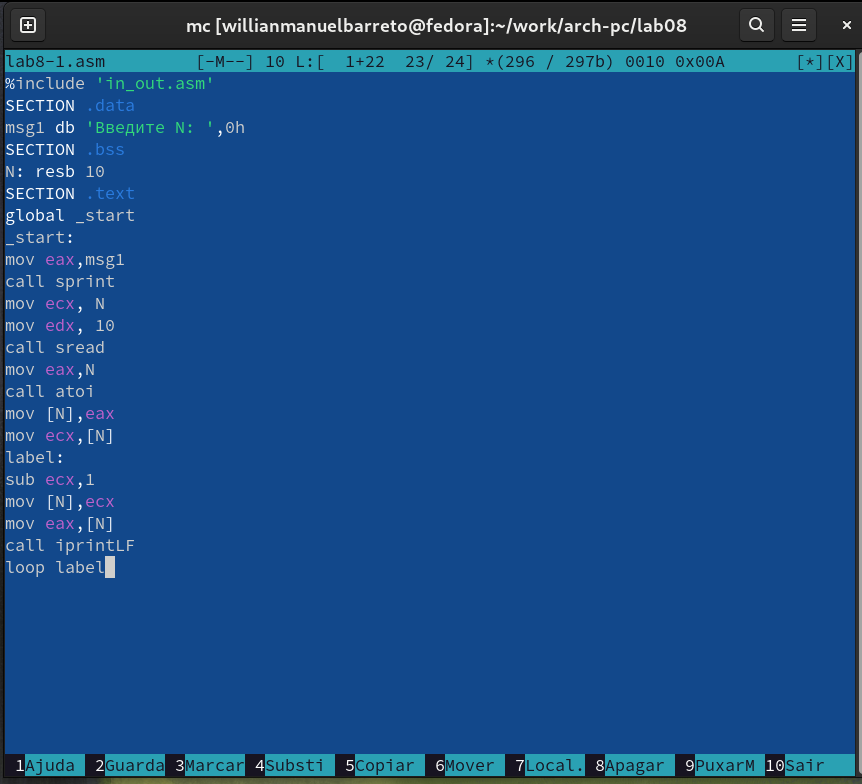 mc [willianmanuelbarreto@fedora]:~/work/arch-pc/lab08
lab8-1.asm [-M--] 10 L:[ 1+22 23/ 24] *(296 / 297b) 0010 0x00A [*][X]
%include 'in_out.asm'
SECTION .data
msg1 db 'Введите N: ',0h
SECTION .bss
N: resb 10
SECTION .text
global _start
_start:
mov eax,msg1
call sprint
mov ecx, N
mov edx, 10
call sread
mov eax,N
call atoi
mov [N],eax
mov ecx,[N]
label:
sub ecx,1
mov [N],ecx
mov eax,[N]
call iprintLF
loop label
1Ajuda 2Guarda 3Marcar 4Substi 5Copiar 6Mover 7Local. 8Apagar 9PuxarM 10Sair